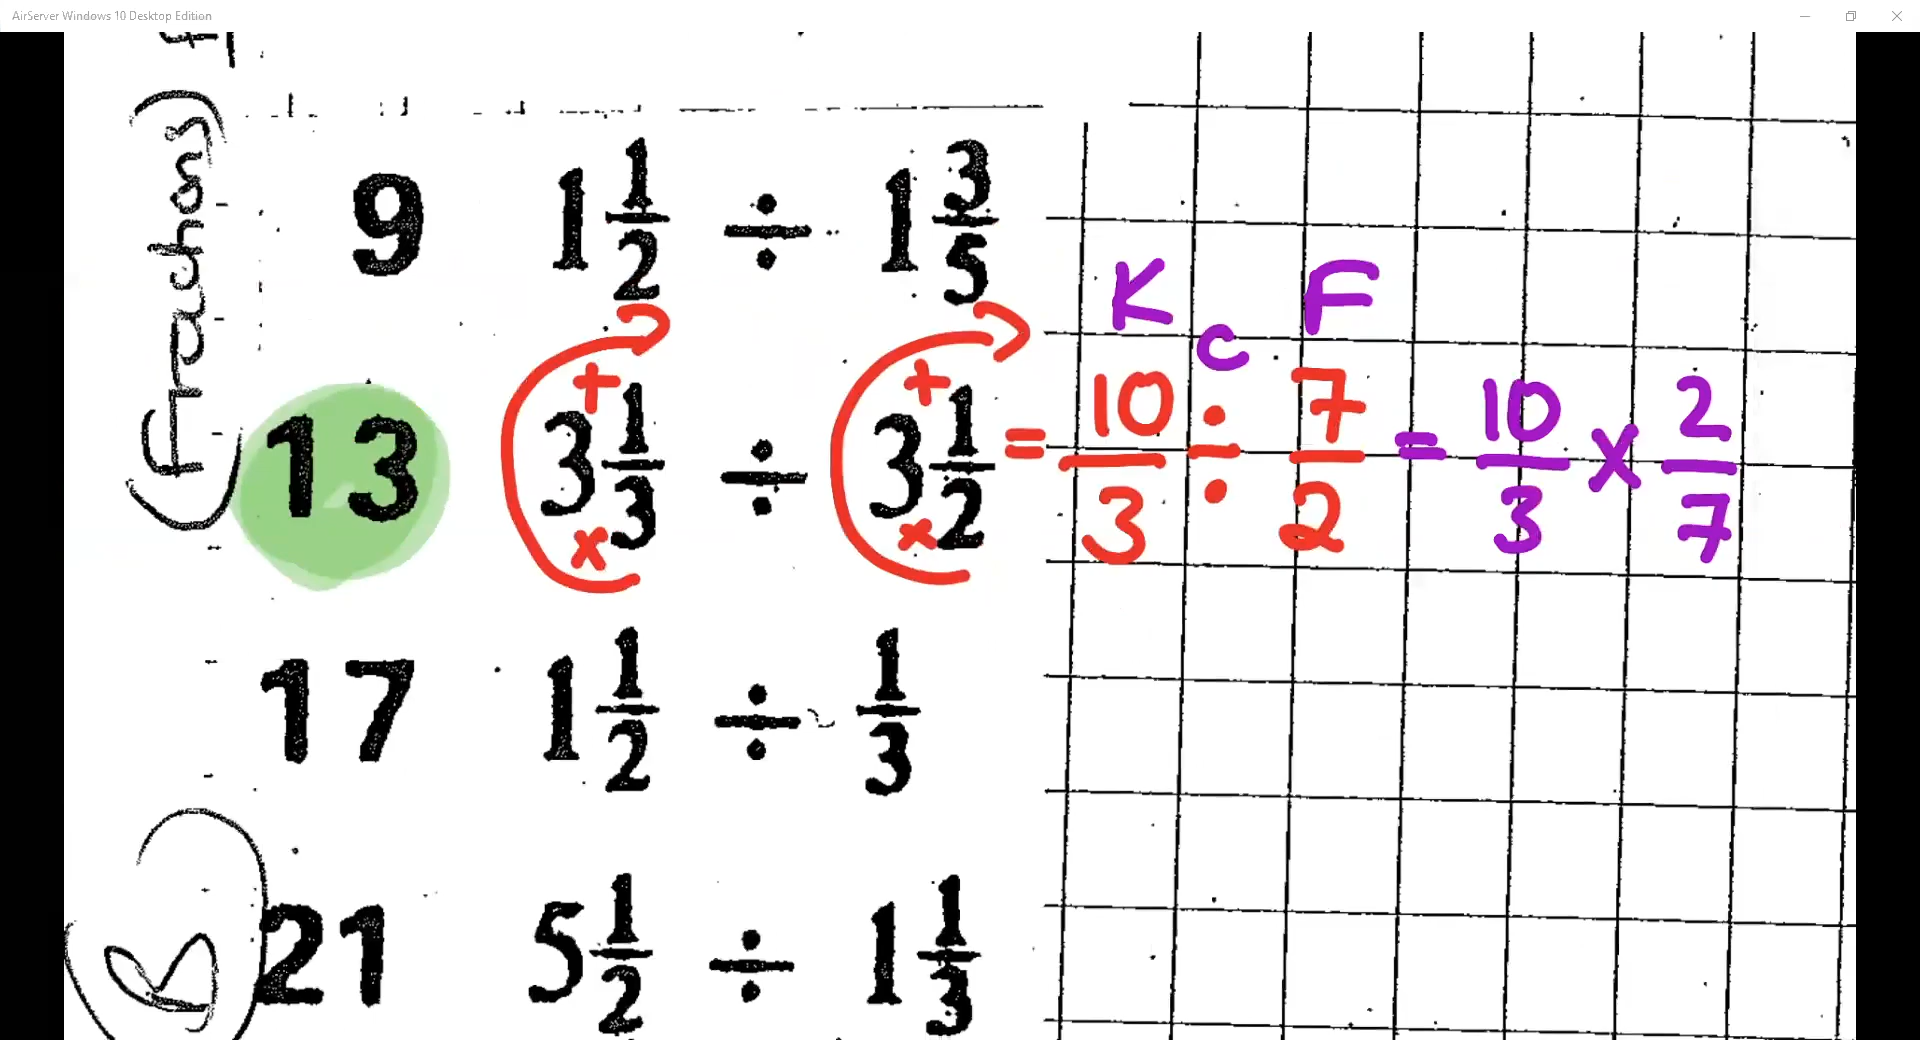 AirServer Windows 10 Desktop Edition
(Fractions)
9 1 1/2 ÷ 1 3/5
K C F
13 3 1/3 ÷ 3 1/2 = 10/3 ÷ 7/2 = 10/3 × 2/7
+ × + ×
17 1 1/2 ÷ 1/3
21 5 1/2 ÷ 1 1/3